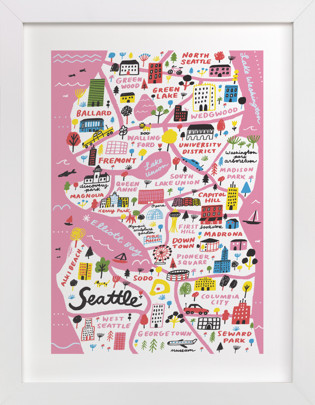 NORTH
SEATTLE
Lake Washington
GREEN
WOOD
GREEN
LAKE
BALLARD
WEDGWOOD
WALLING
FORD
UNIVERSITY
DISTRICT
FREMONT
Washington
park
arboretum
Lake
Union
MADISON
PARK
SOUTH
LAKE UNION
QUEEN
ANNE
discovery
park
MAGNOLIA
CAPITOL
HILL
Elliott Bay
FIRST
HILL
MADRONA
DOWN
TOWN
PIONEER
SQUARE
ALKI BEACH
SODO
Seattle
COLUMBIA
CITY
WEST
SEATTLE
GEORGETOWN
SEWARD
PARK
museum